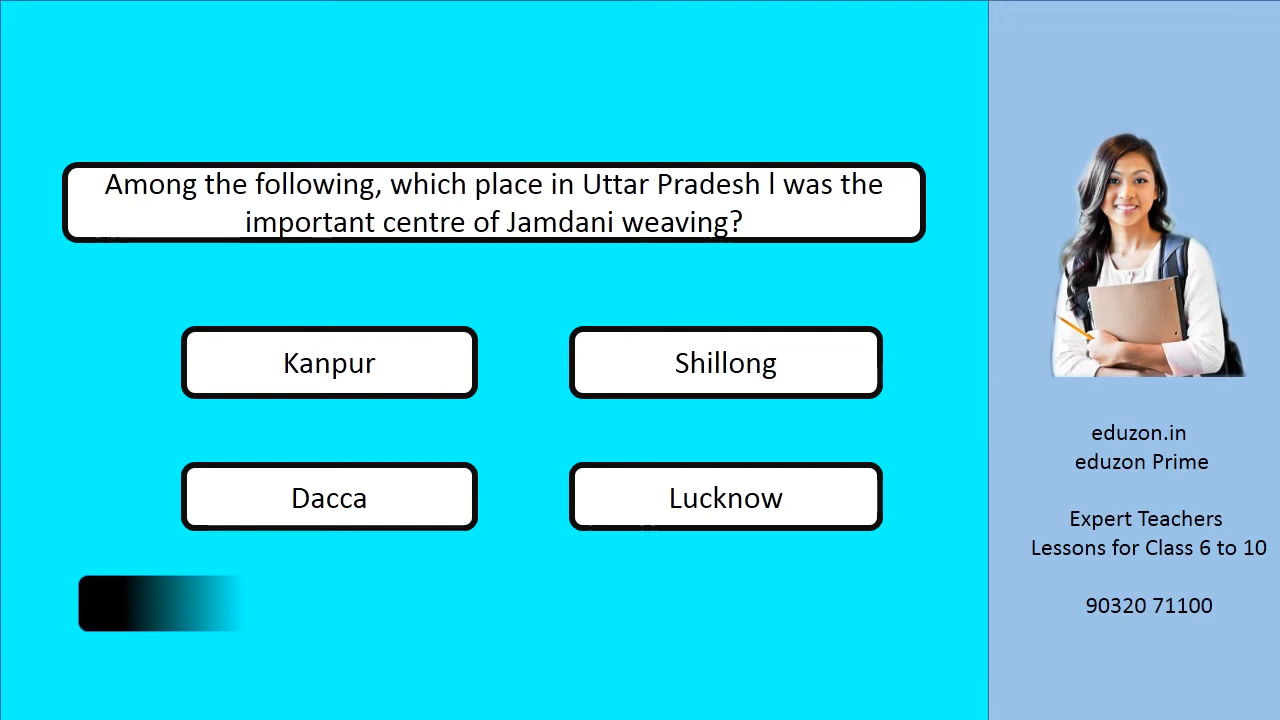 Among the following, which place in Uttar Pradesh l was the
important centre of Jamdani weaving?
Kanpur
Shillong
Dacca
Lucknow
eduzon.in
eduzon Prime
Expert Teachers
Lessons for Class 6 to 10
90320 71100